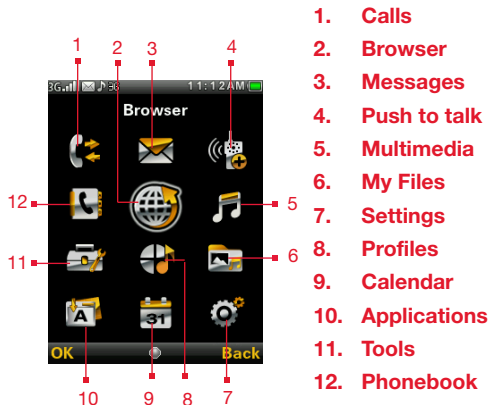 1 2 3 4
3G 3G 11:12AM
Browser
12 5
11 6
A 31
OK Back
10 9 8 7
1. Calls
2. Browser
3. Messages
4. Push to talk
5. Multimedia
6. My Files
7. Settings
8. Profiles
9. Calendar
10. Applications
11. Tools
12. Phonebook